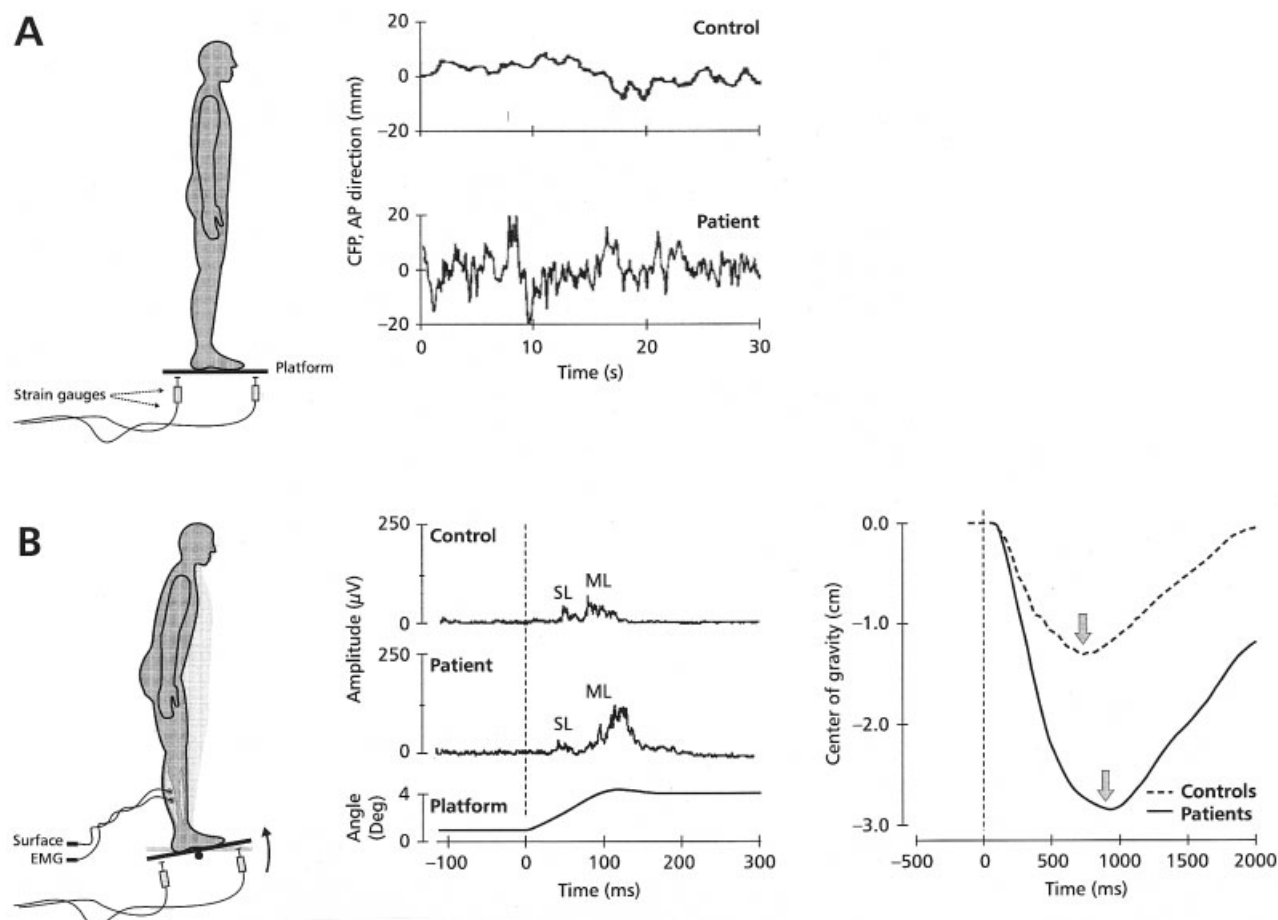 A
Platform
Strain gauges
CFP, AP direction (mm)
20
0
−20
Control
20
0
−20
Patient
0 10 20 30
Time (s)
B
Surface
EMG
Amplitude (µV)
250
0
Control
SL ML
250
0
Patient
SL ML
Angle
(Deg)
4
0
Platform
−100 0 100 200 300
Time (ms)
Center of gravity (cm)
0.0
−1.0
−2.0
−3.0
Controls
Patients
−500 0 500 1000 1500 2000
Time (ms)